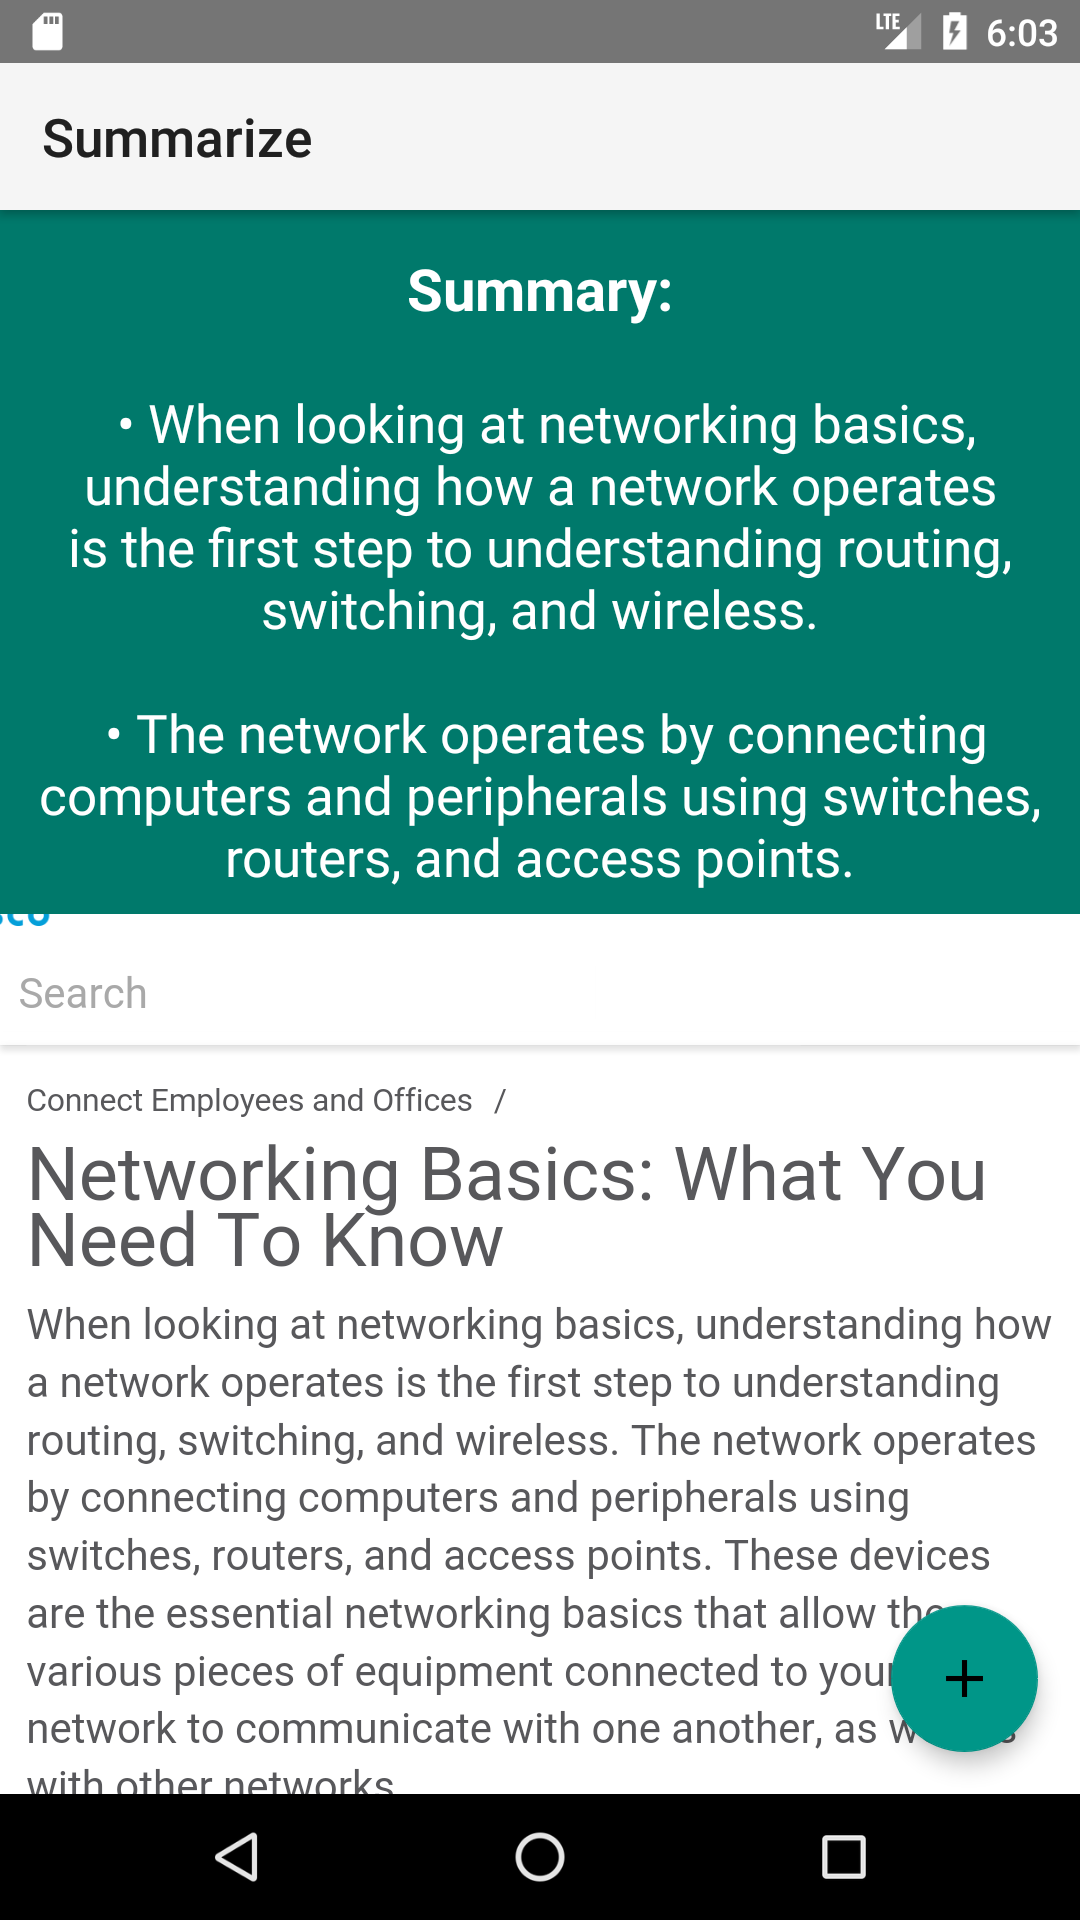 LTE 6:03
Summarize
Summary:
• When looking at networking basics,
understanding how a network operates
is the first step to understanding routing,
switching, and wireless.
• The network operates by connecting
computers and peripherals using switches,
routers, and access points.
Search
Connect Employees and Offices /
Networking Basics: What You
Need To Know
When looking at networking basics, understanding how
a network operates is the first step to understanding
routing, switching, and wireless. The network operates
by connecting computers and peripherals using
switches, routers, and access points. These devices
are the essential networking basics that allow the
various pieces of equipment connected to your
network to communicate with one another, as
with other networks